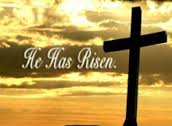 He Has Risen.